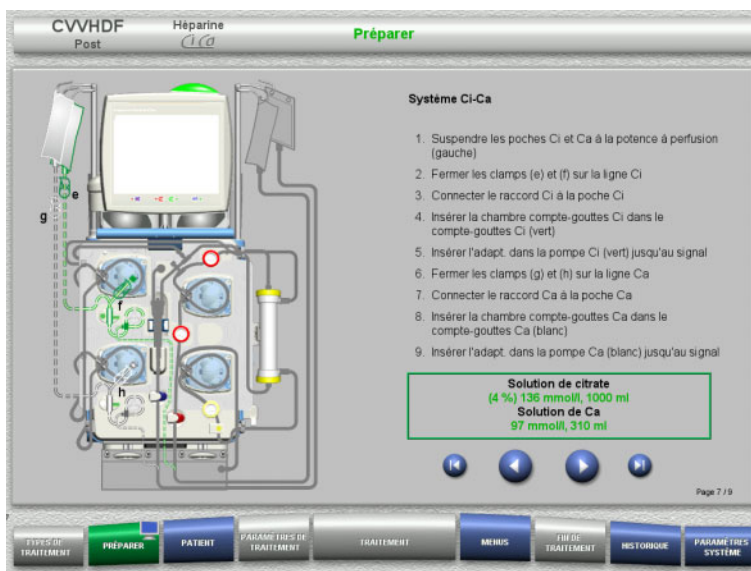 CVVHDF
Post
Héparine
Ci Ca
Préparer
e
g
f
h
Système Ci-Ca
1. Suspendre les poches Ci et Ca à la potence à perfusion
(gauche)
2. Fermer les clamps (e) et (f) sur la ligne Ci
3. Connecter le raccord Ci à la poche Ci
4. Insérer la chambre compte-gouttes Ci dans le
compte-gouttes Ci (vert)
5. Insérer l'adapt. dans la pompe Ci (vert) jusqu'au signal
6. Fermer les clamps (g) et (h) sur la ligne Ca
7. Connecter le raccord Ca à la poche Ca
8. Insérer la chambre compte-gouttes Ca dans le
compte-gouttes Ca (blanc)
9. Insérer l'adapt. dans la pompe Ca (blanc) jusqu'au signal
Solution de citrate
(4 %) 136 mmol/l, 1000 ml
Solution de Ca
97 mmol/l, 310 ml
Page 7 / 9
TYPES DE
TRAITEMENT
PRÉPARER
PATIENT
PARAMÈTRES DE
TRAITEMENT
TRAITEMENT
MENUS
FIN DE
TRAITEMENT
HISTORIQUE
PARAMÈTRES
SYSTÈME